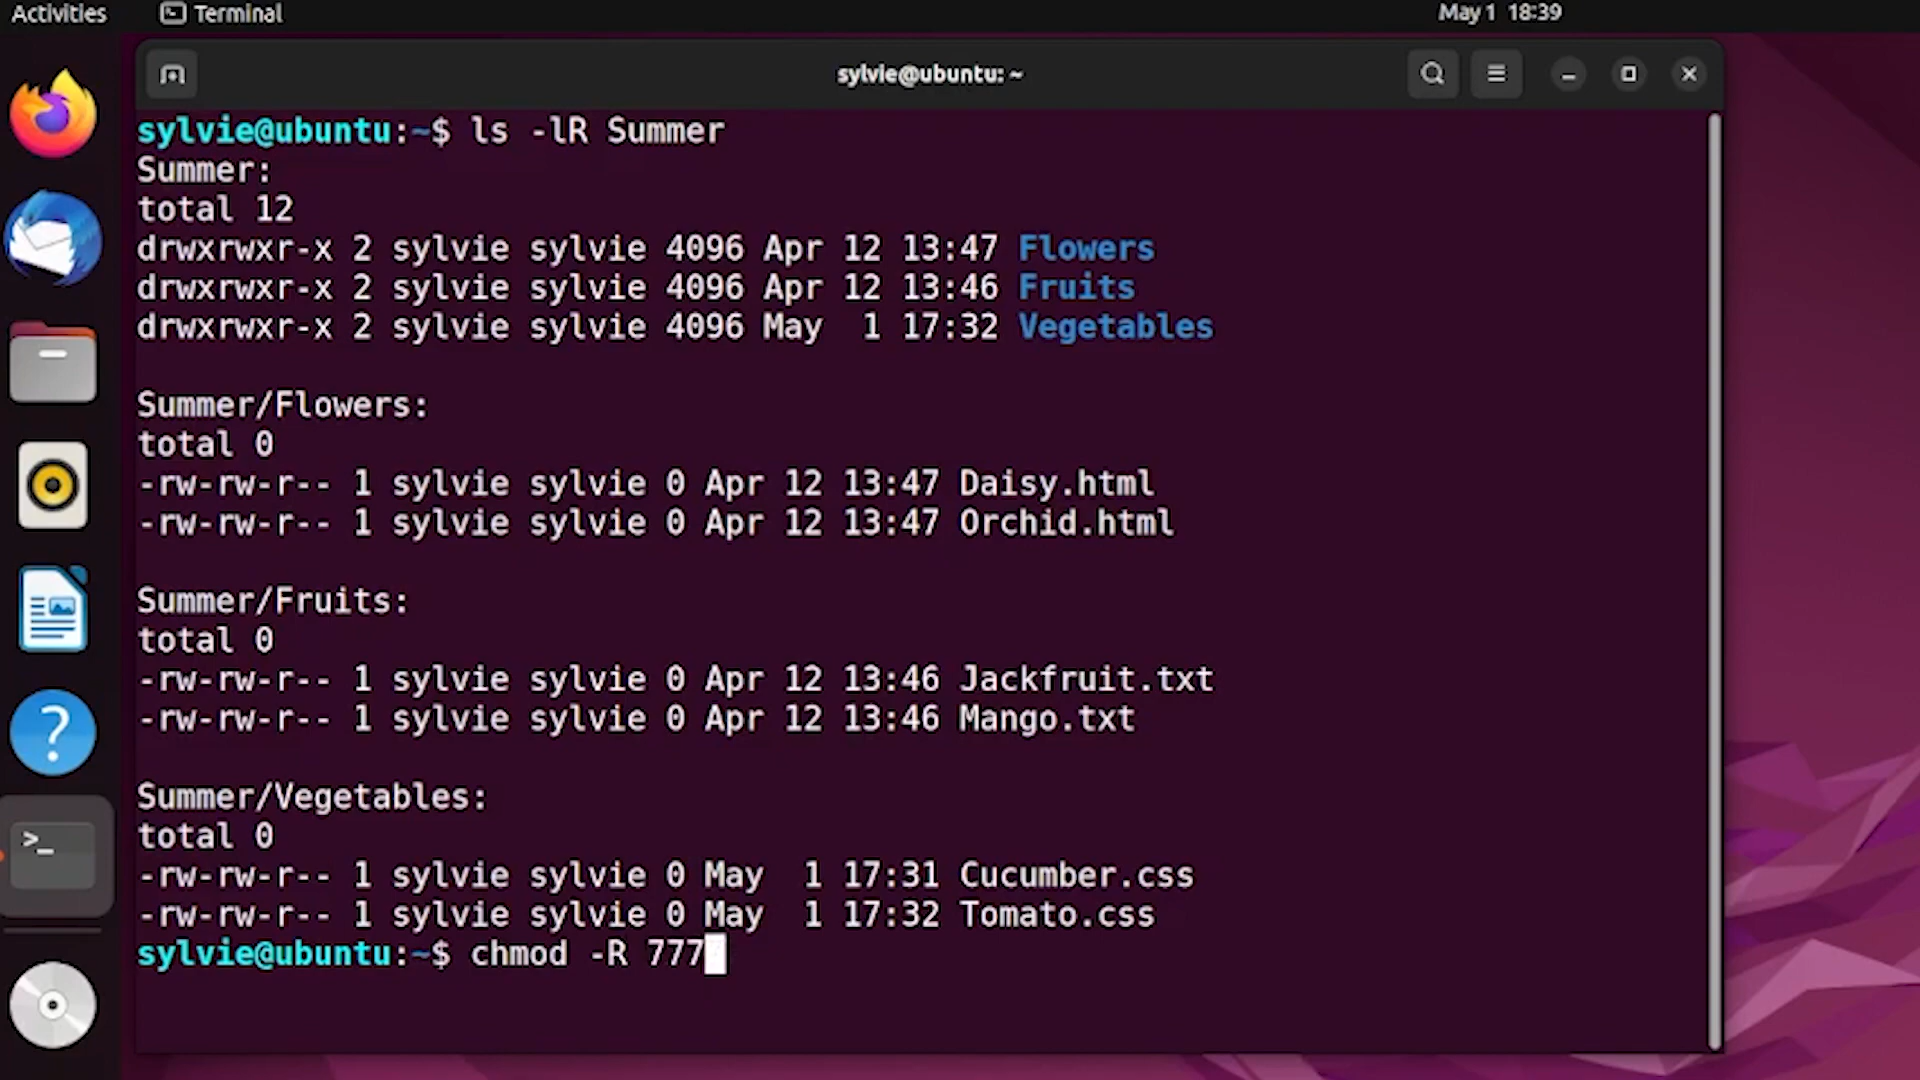 Activities Terminal May 1 18:39
sylvie@ubuntu: ~
sylvie@ubuntu:~$ ls -lR Summer
Summer:
total 12
drwxrwxr-x 2 sylvie sylvie 4096 Apr 12 13:47 Flowers
drwxrwxr-x 2 sylvie sylvie 4096 Apr 12 13:46 Fruits
drwxrwxr-x 2 sylvie sylvie 4096 May  1 17:32 Vegetables
Summer/Flowers:
total 0
-rw-rw-r-- 1 sylvie sylvie 0 Apr 12 13:47 Daisy.html
-rw-rw-r-- 1 sylvie sylvie 0 Apr 12 13:47 Orchid.html
Summer/Fruits:
total 0
-rw-rw-r-- 1 sylvie sylvie 0 Apr 12 13:46 Jackfruit.txt
-rw-rw-r-- 1 sylvie sylvie 0 Apr 12 13:46 Mango.txt
Summer/Vegetables:
total 0
-rw-rw-r-- 1 sylvie sylvie 0 May  1 17:31 Cucumber.css
-rw-rw-r-- 1 sylvie sylvie 0 May  1 17:32 Tomato.css
sylvie@ubuntu:~$ chmod -R 777